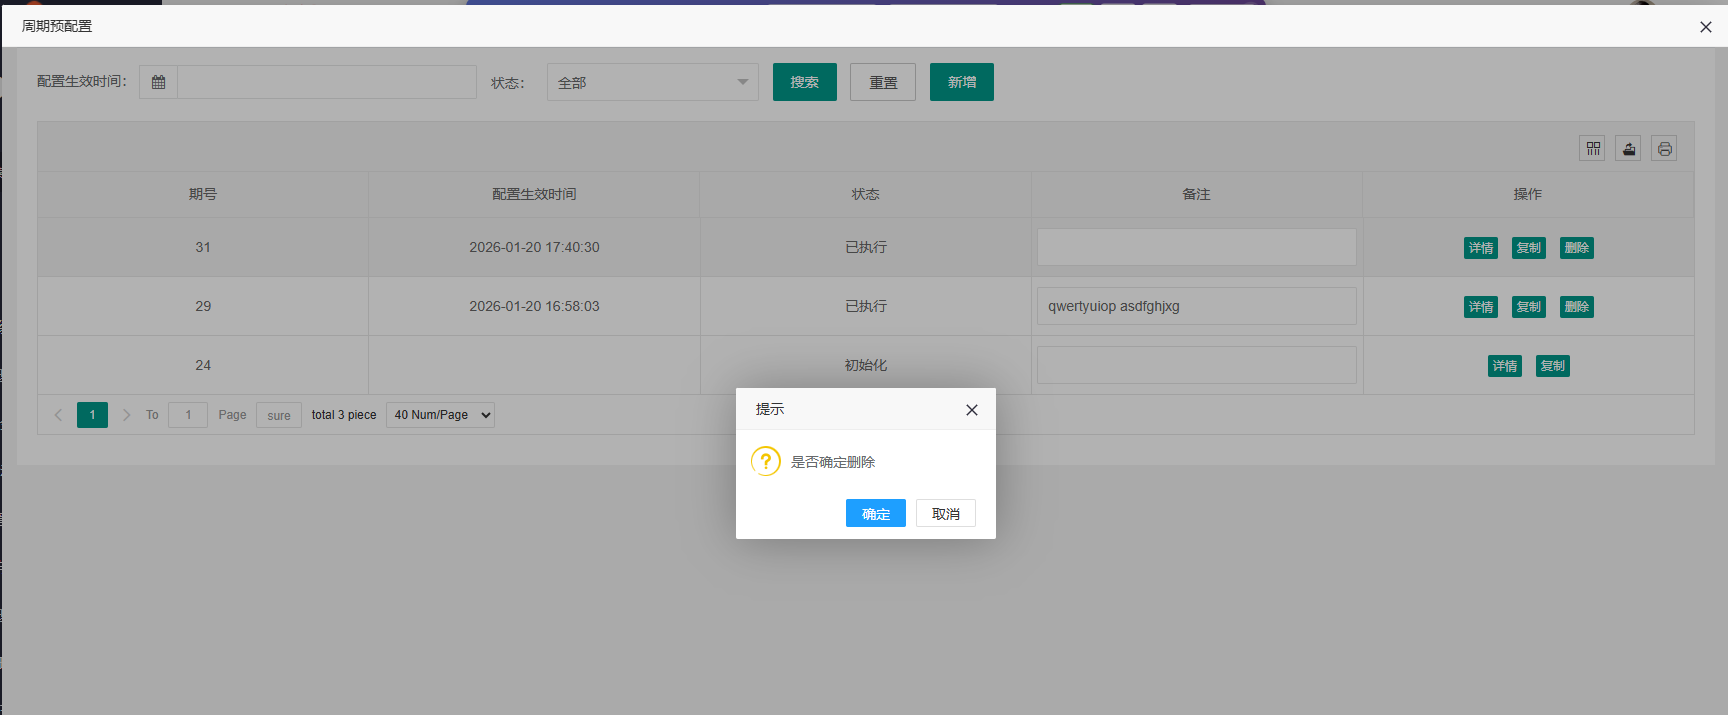 周期预配置
配置生效时间： 状态： 全部 搜索 重置 新增
期号 配置生效时间 状态 备注 操作
31 2026-01-20 17:40:30 已执行 详情 复制 删除
29 2026-01-20 16:58:03 已执行 qwertyuiop asdfghjxg 详情 复制 删除
24 初始化 详情 复制
1 To 1 Page sure total 3 piece 40 Num/Page
提示
是否确定删除
确定 取消